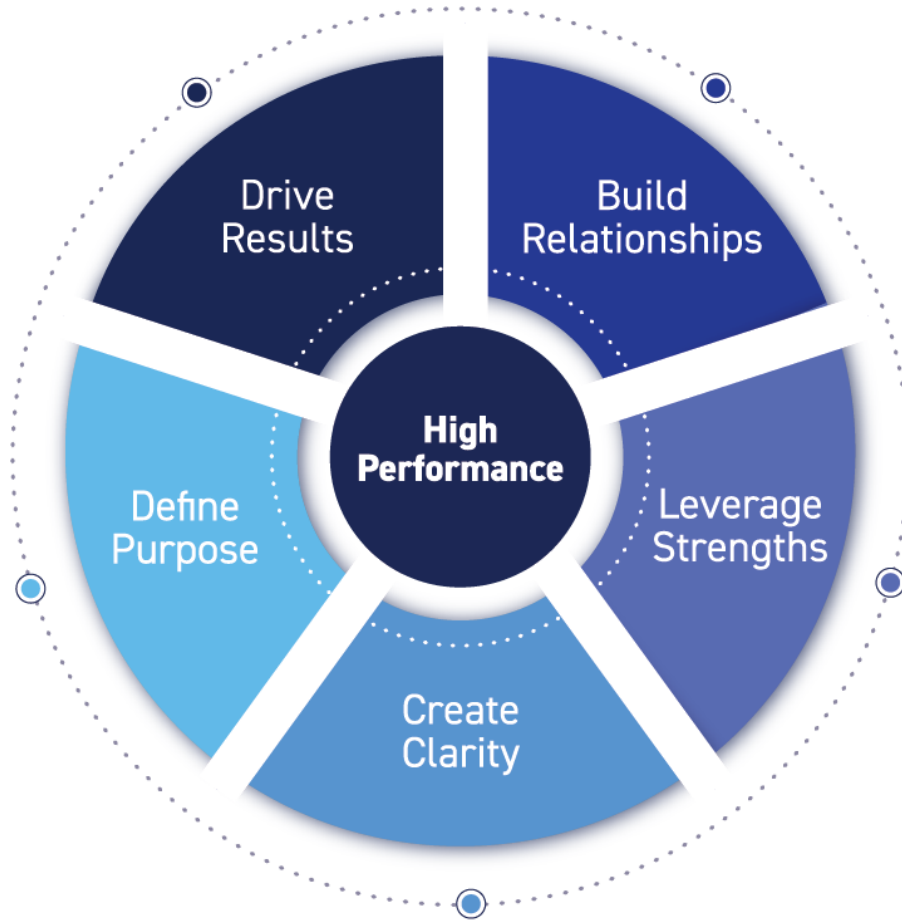 Drive
Results
Build
Relationships
High
Performance
Define
Purpose
Leverage
Strengths
Create
Clarity